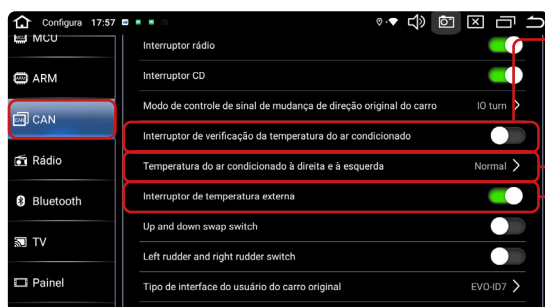 Configura 17:57
MCU
ARM
CAN
Rádio
Bluetooth
TV
Painel
Interruptor rádio
Interruptor CD
Modo de controle de sinal de mudança de direção original do carro IO turn
Interruptor de verificação da temperatura do ar condicionado
Temperatura do ar condicionado à direita e à esquerda Normal
Interruptor de temperatura externa
Up and down swap switch
Left rudder and right rudder switch
Tipo de interface do usuário do carro original EVO-ID7